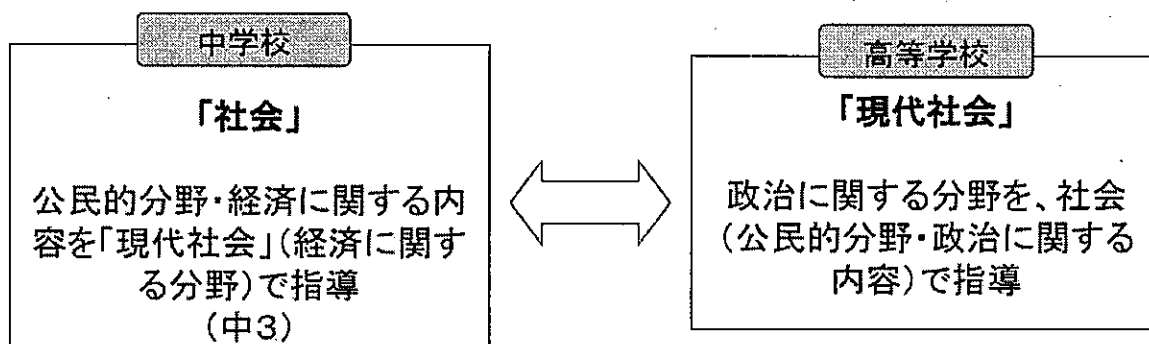 中学校
「社会」
公民的分野・経済に関する内
容を「現代社会」(経済に関す
る分野)で指導
(中3)
高等学校
「現代社会」
政治に関する分野を、社会
(公民的分野・政治に関する
内容)で指導